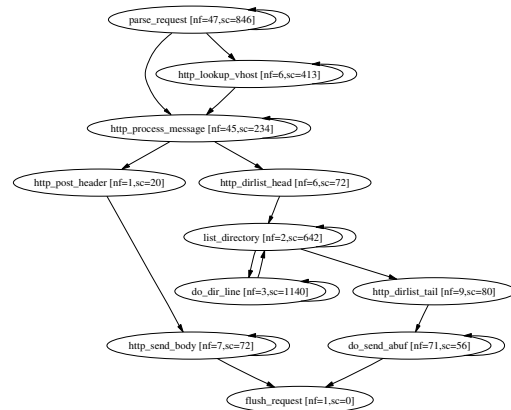 parse_request [nf=47,sc=846]
http_lookup_vhost [nf=6,sc=413]
http_process_message [nf=45,sc=234]
http_post_header [nf=1,sc=20]
http_dirlist_head [nf=6,sc=72]
list_directory [nf=2,sc=642]
do_dir_line [nf=3,sc=1140]
http_dirlist_tail [nf=9,sc=80]
http_send_body [nf=7,sc=72]
do_send_abuf [nf=71,sc=56]
flush_request [nf=1,sc=0]